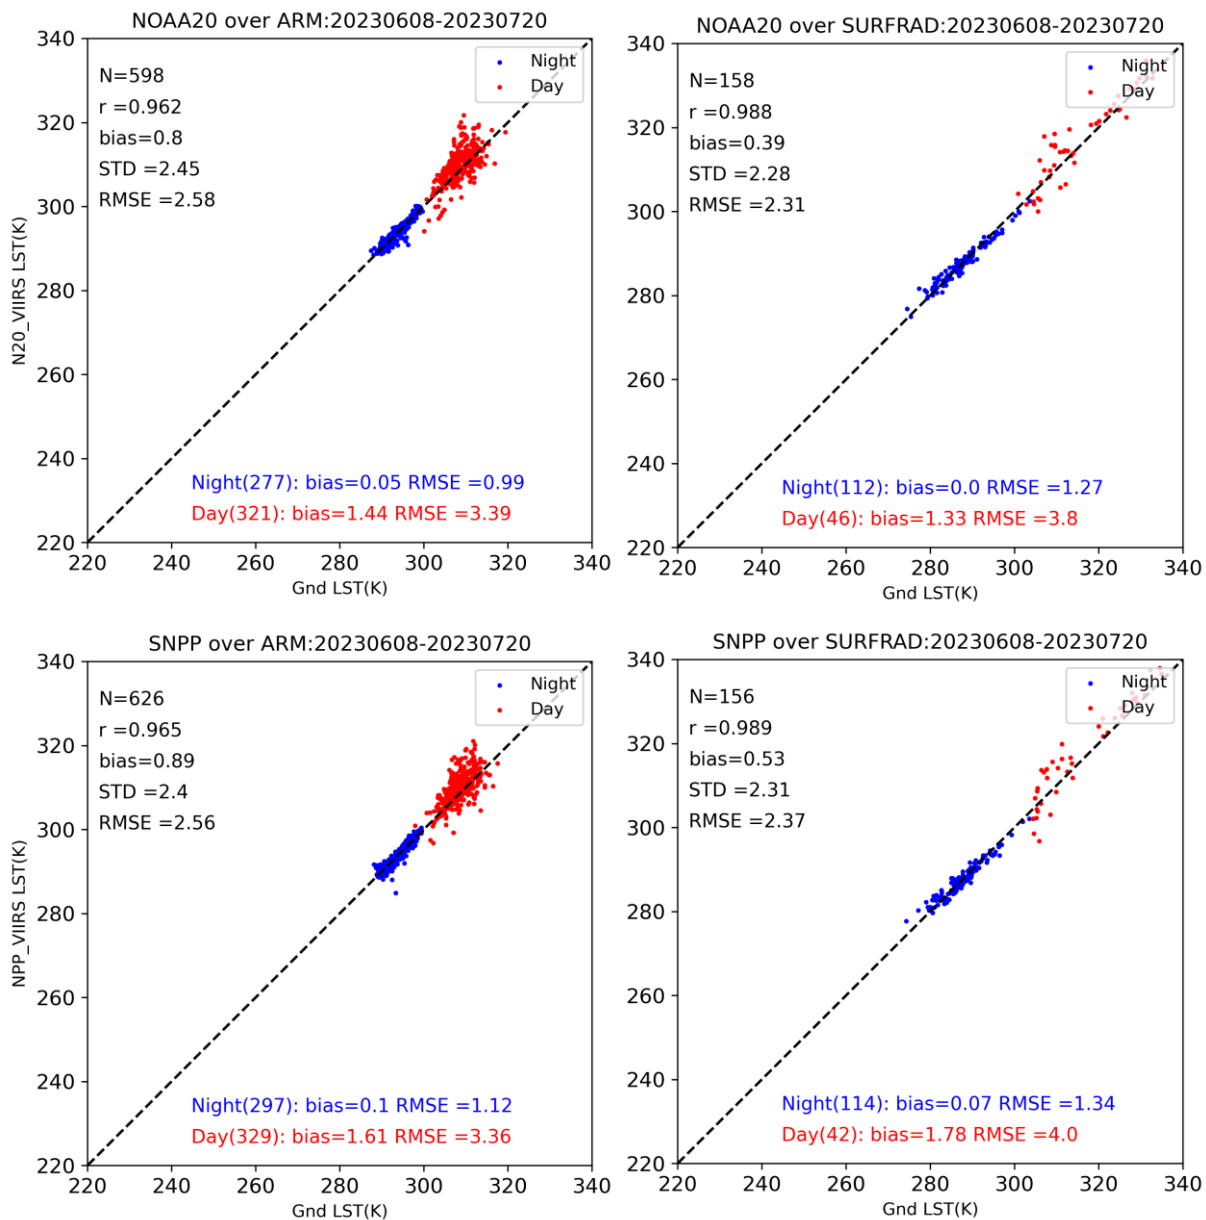 NOAA20 over ARM:20230608-20230720
340
320
300
280
260
240
220
N20_VIIRS LST(K)
N=598
r =0.962
bias=0.8
STD =2.45
RMSE =2.58
Night
Day
Night(277): bias=0.05 RMSE =0.99
Day(321): bias=1.44 RMSE =3.39
220 240 260 280 300 320 340
Gnd LST(K)
NOAA20 over SURFRAD:20230608-20230720
340
320
300
280
260
240
220
N=158
r =0.988
bias=0.39
STD =2.28
RMSE =2.31
Night
Day
Night(112): bias=0.0 RMSE =1.27
Day(46): bias=1.33 RMSE =3.8
220 240 260 280 300 320 340
Gnd LST(K)
SNPP over ARM:20230608-20230720
340
320
300
280
260
240
220
NPP_VIIRS LST(K)
N=626
r =0.965
bias=0.89
STD =2.4
RMSE =2.56
Night
Day
Night(297): bias=0.1 RMSE =1.12
Day(329): bias=1.61 RMSE =3.36
220 240 260 280 300 320 340
Gnd LST(K)
SNPP over SURFRAD:20230608-20230720
340
320
300
280
260
240
220
N=156
r =0.989
bias=0.53
STD =2.31
RMSE =2.37
Night
Day
Night(114): bias=0.07 RMSE =1.34
Day(42): bias=1.78 RMSE =4.0
220 240 260 280 300 320 340
Gnd LST(K)